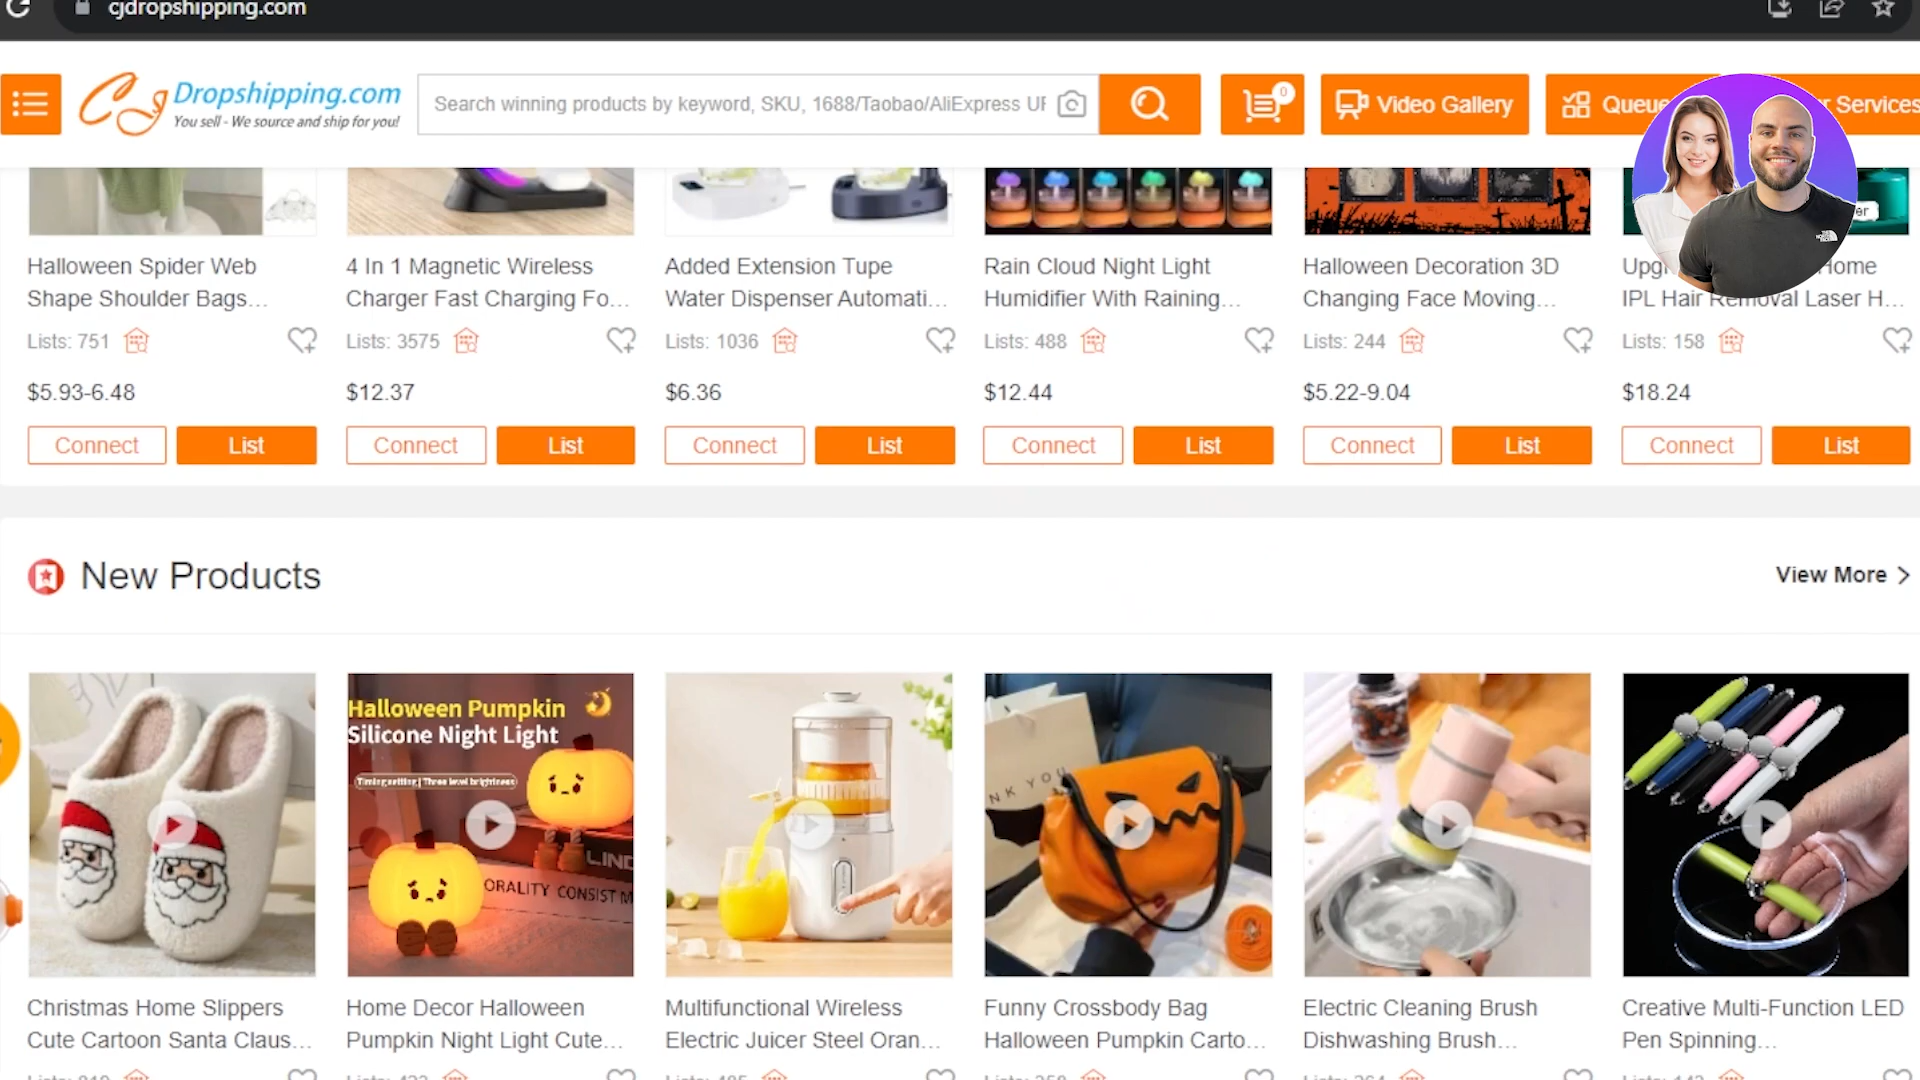 cjdropshipping.com
Dropshipping.com
You sell - We source and ship for you!
Search winning products by keyword, SKU, 1688/Taobao/AliExpress
0
Video Gallery
Services
Halloween Spider Web
Shape Shoulder Bags...
Lists: 751
$5.93-6.48
Connect
List
4 In 1 Magnetic Wireless
Charger Fast Charging Fo...
Lists: 3575
$12.37
Connect
List
Added Extension Tupe
Water Dispenser Automati...
Lists: 1036
$6.36
Connect
List
Rain Cloud Night Light
Humidifier With Raining...
Lists: 488
$12.44
Connect
List
Halloween Decoration 3D
Changing Face Moving...
Lists: 244
$5.22-9.04
Connect
List
Home
IPL Hair Removal Laser H...
Lists: 158
$18.24
Connect
List
New Products
View More
Halloween Pumpkin
Silicone Night Light
Timing setting | Three level brightness
ORALITY CONSIST
NK YOU
Christmas Home Slippers
Cute Cartoon Santa Claus...
Home Decor Halloween
Pumpkin Night Light Cute...
Multifunctional Wireless
Electric Juicer Steel Oran...
Funny Crossbody Bag
Halloween Pumpkin Carto...
Electric Cleaning Brush
Dishwashing Brush...
Creative Multi-Function LED
Pen Spinning...